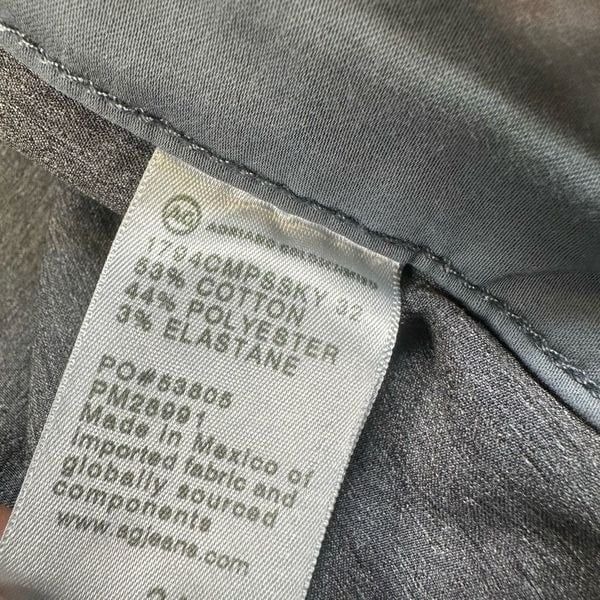 AG
ADRIANO GOLDSCHMIED
1794CMPSSKY 32
53% COTTON
44% POLYESTER
3% ELASTANE
PO#53805
PM28991
Made in Mexico of
imported fabric and
globally sourced
components
www.agjeans.com